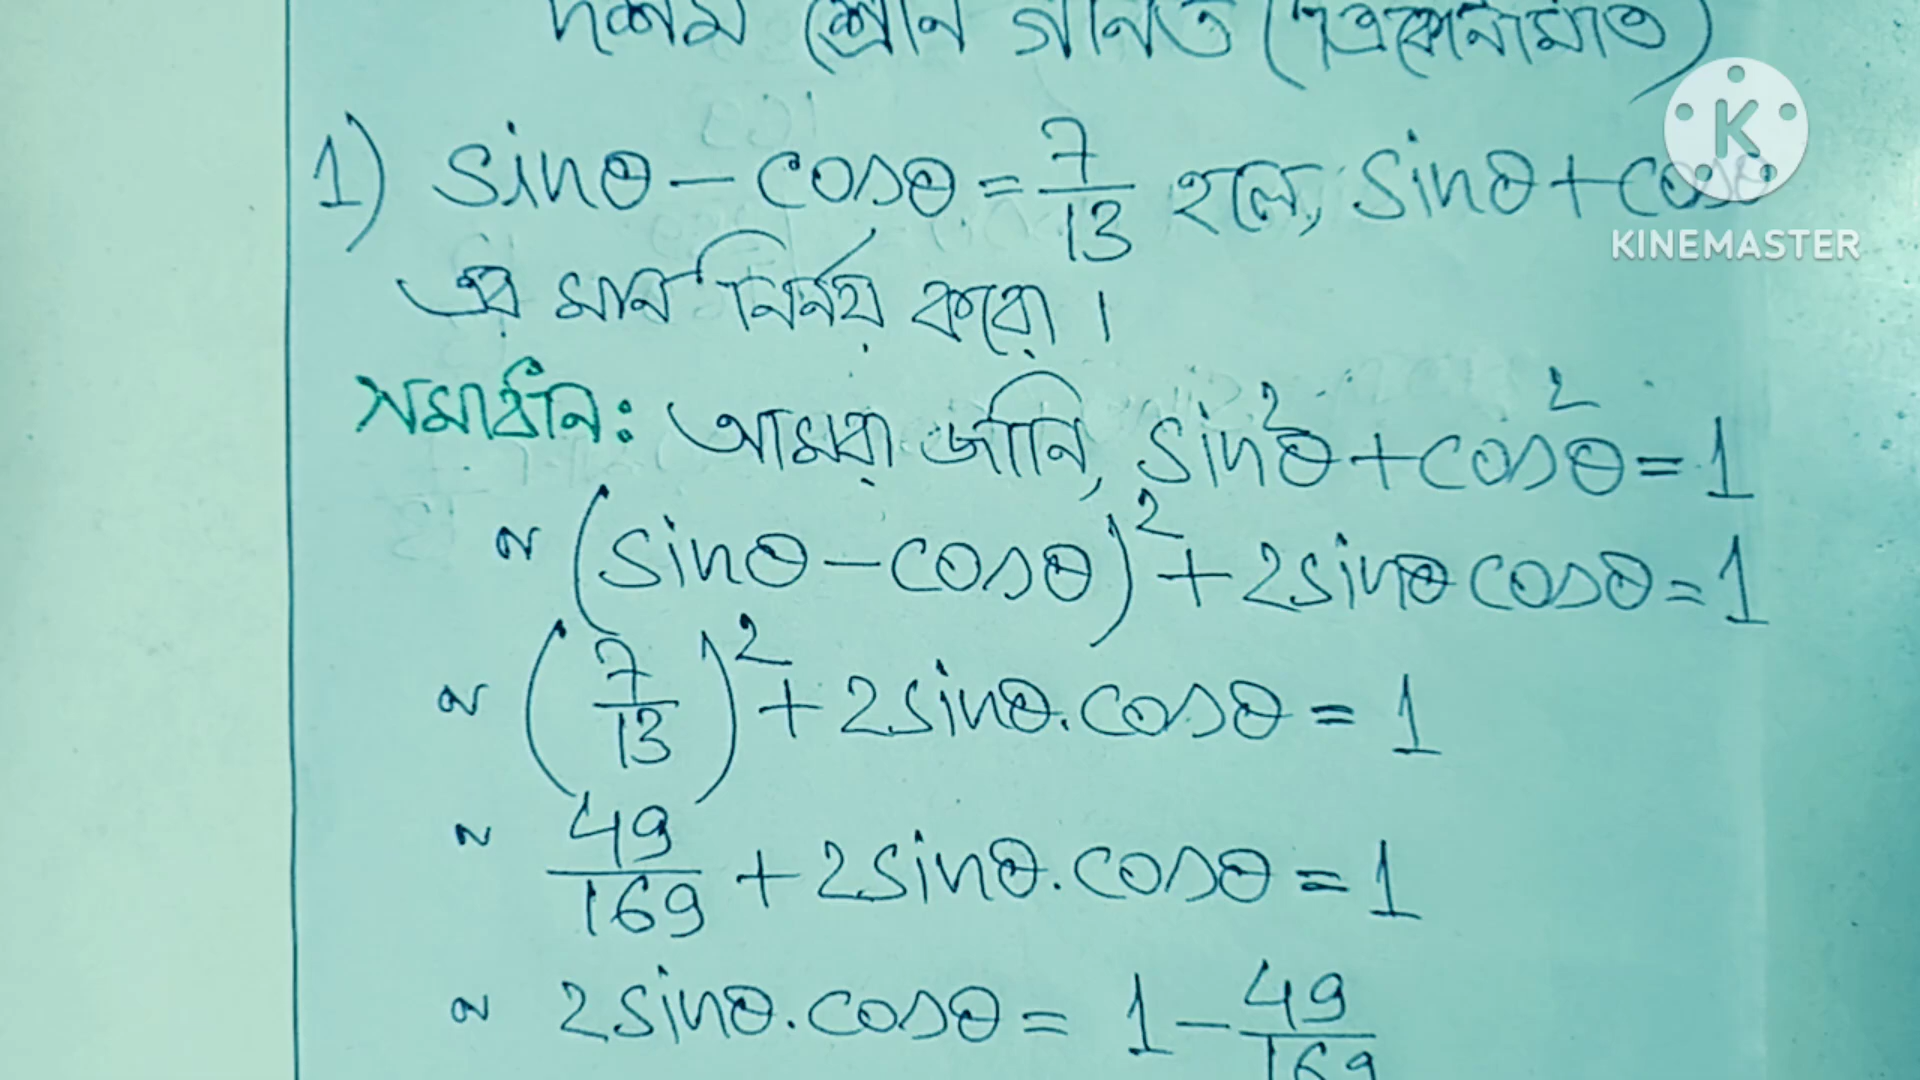 দশম শ্রেণি গণিত (ত্রিকোনোমিতি)
1) sinθ - cosθ = 7/13 হলে, sinθ + cosθ
KINEMASTER
এর মান নির্নয় করো।
সমাধান: আমরা জানি, sin²θ + cos²θ = 1
বা (sinθ - cosθ)² + 2sinθ cosθ = 1
বা (7/13)² + 2sinθ.cosθ = 1
বা 49/169 + 2sinθ.cosθ = 1
বা 2sinθ.cosθ = 1 - 49/169